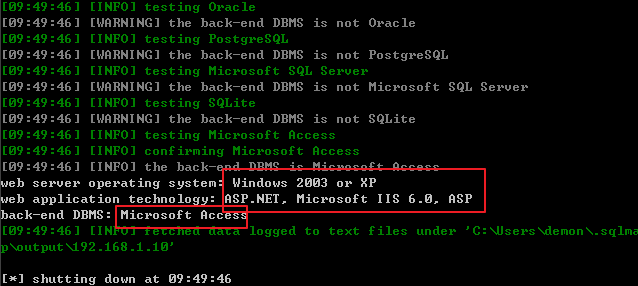 [09:49:46] [INFO] testing Oracle
[09:49:46] [WARNING] the back-end DBMS is not Oracle
[09:49:46] [INFO] testing PostgreSQL
[09:49:46] [WARNING] the back-end DBMS is not PostgreSQL
[09:49:46] [INFO] testing Microsoft SQL Server
[09:49:46] [WARNING] the back-end DBMS is not Microsoft SQL Server
[09:49:46] [INFO] testing SQLite
[09:49:46] [WARNING] the back-end DBMS is not SQLite
[09:49:46] [INFO] testing Microsoft Access
[09:49:46] [INFO] confirming Microsoft Access
[09:49:46] [INFO] the back-end DBMS is Microsoft Access
web server operating system: Windows 2003 or XP
web application technology: ASP.NET, Microsoft IIS 6.0, ASP
back-end DBMS: Microsoft Access
[09:49:46] [INFO] fetched data logged to text files under 'C:\Users\demon\.sqlma
p\output\192.168.1.10'
[*] shutting down at 09:49:46